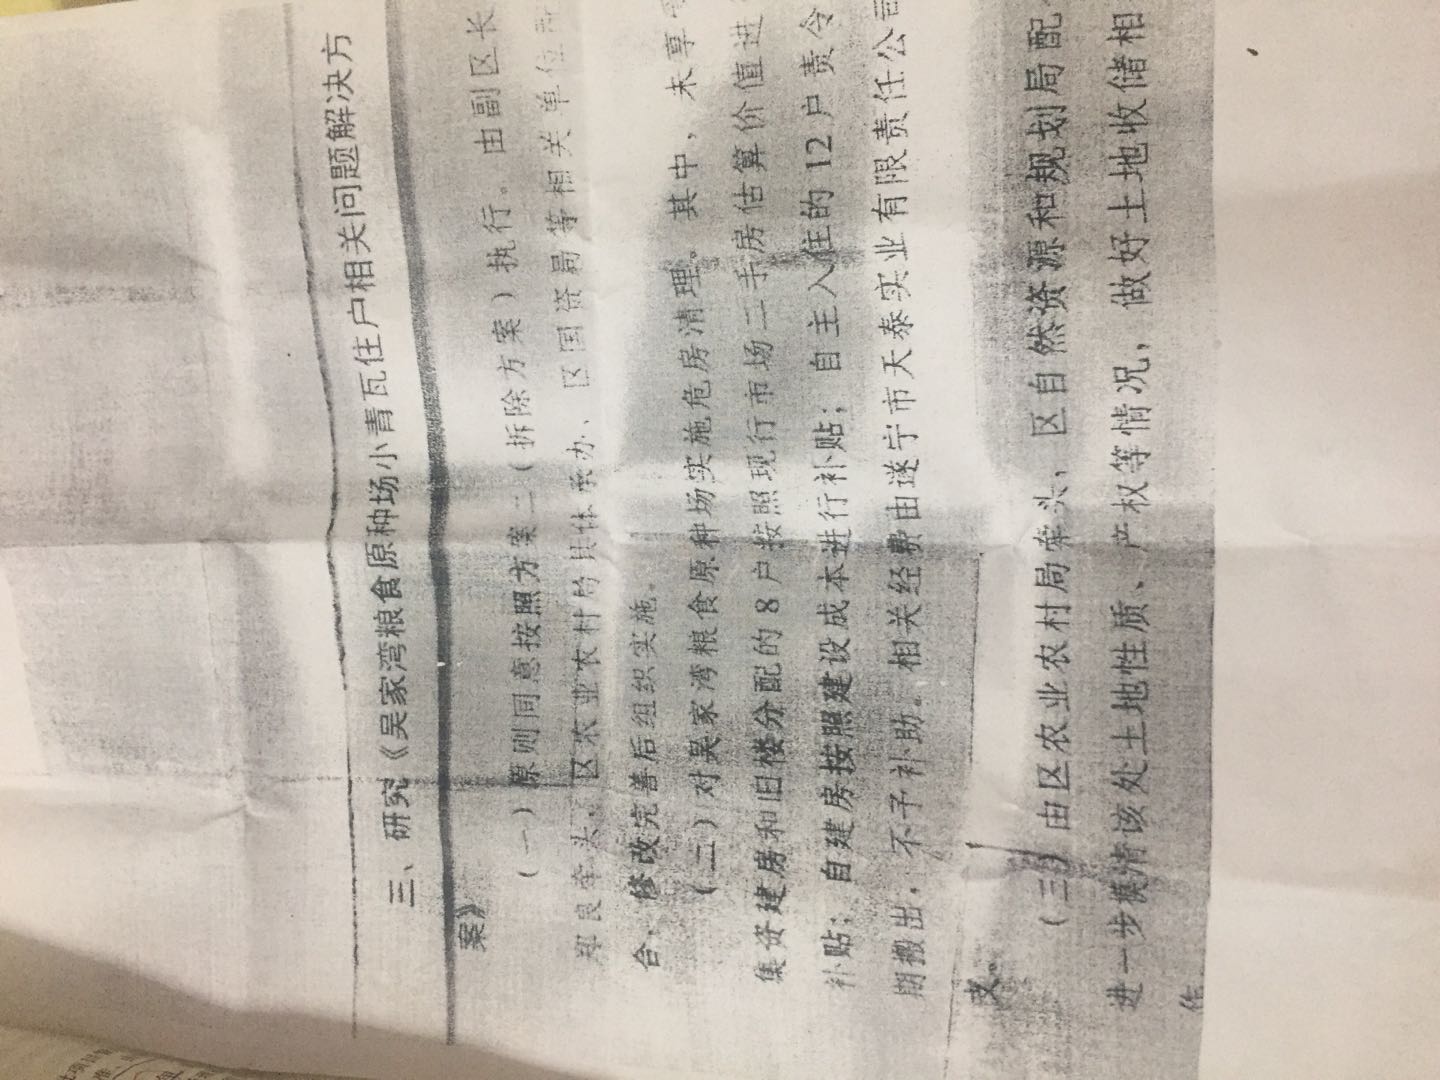 三、研究《吴家湾粮食原种场小青瓦住户相关问题解决方
案》
（一）原则同意按照方案二（拆除方案）执行。由副区长
郑良牵头，区农业农村局具体承办、区国资局等相关单位
合，修改完善后组织实施。
（二）对吴家湾粮食原种场实施危房清理。其中，未享
集资建房和旧楼分配的8户按照现行市场二手房估算价值进
补贴；自建房按照建设成本进行补贴；自主入住的12户责令
期搬出，不予补助。相关经费由遂宁市天泰实业有限责任公司
（三）由区农业农村局牵头、区自然资源和规划局配
进一步摸清该处土地性质、产权等情况，做好土地收储相
作